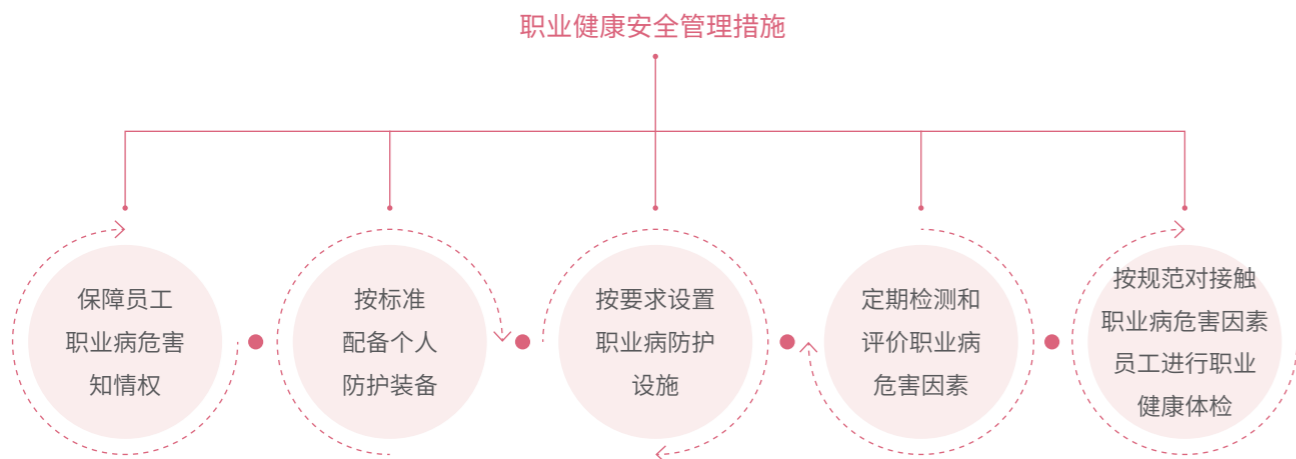 职业健康安全管理措施
保障员工
职业病危害
知情权
按标准
配备个人
防护装备
按要求设置
职业病防护
设施
定期检测和
评价职业病
危害因素
按规范对接触
职业病危害因素
员工进行职业
健康体检